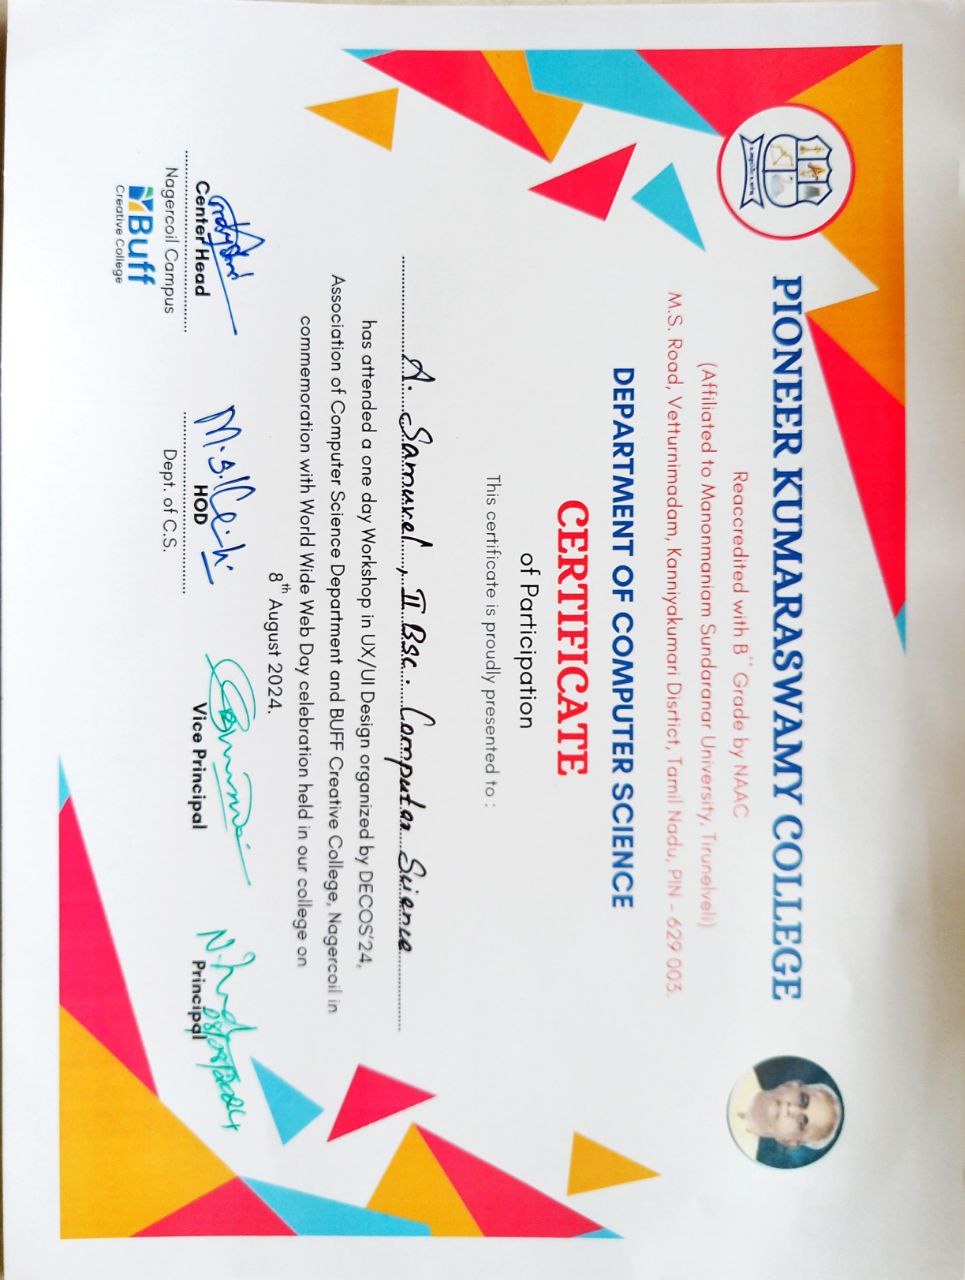 PIONEER KUMARASWAMY COLLEGE
Reaccredited with B++ Grade by NAAC
(Affiliated to Manonmaniam Sundaranar University, Tirunelveli)
M.S. Road, Vetturnimadam, Kanniyakumari Disrtict, Tamil Nadu, PIN - 629 003.
DEPARTMENT OF COMPUTER SCIENCE
CERTIFICATE
of Participation
This certificate is proudly presented to :
A. Samuvel, II Bsc. Computer Science
has attended a one day Workshop in UX/UI Design organized by DECOS'24,
Association of Computer Science Department and BUFF Creative College, Nagercoil in
commemoration with World Wide Web Day celebration held in our college on
8th August 2024.
08/08/2024
Center Head HOD Vice Principal Principal
Nagercoil Campus Dept. of C.S.
Buff
Creative College